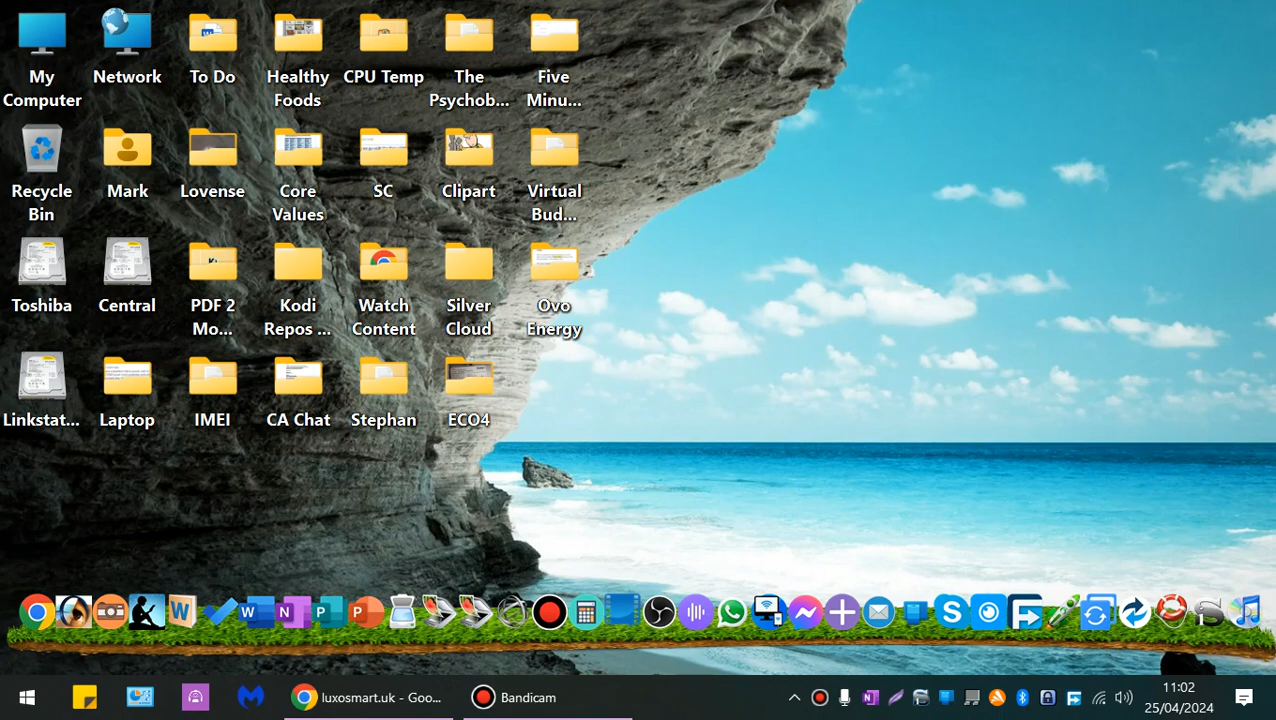 My Computer
Network
To Do
Healthy Foods
CPU Temp
The Psychob...
Five Minu...
Recycle Bin
Mark
Lovense
Core Values
SC
Clipart
Virtual Bud...
Toshiba
Central
PDF 2 Mo...
Kodi Repos ...
Watch Content
Silver Cloud
Ovo Energy
Linkstat...
Laptop
IMEI
CA Chat
Stephan
ECO4
luxosmart.uk - Goo...
Bandicam
11:02
25/04/2024